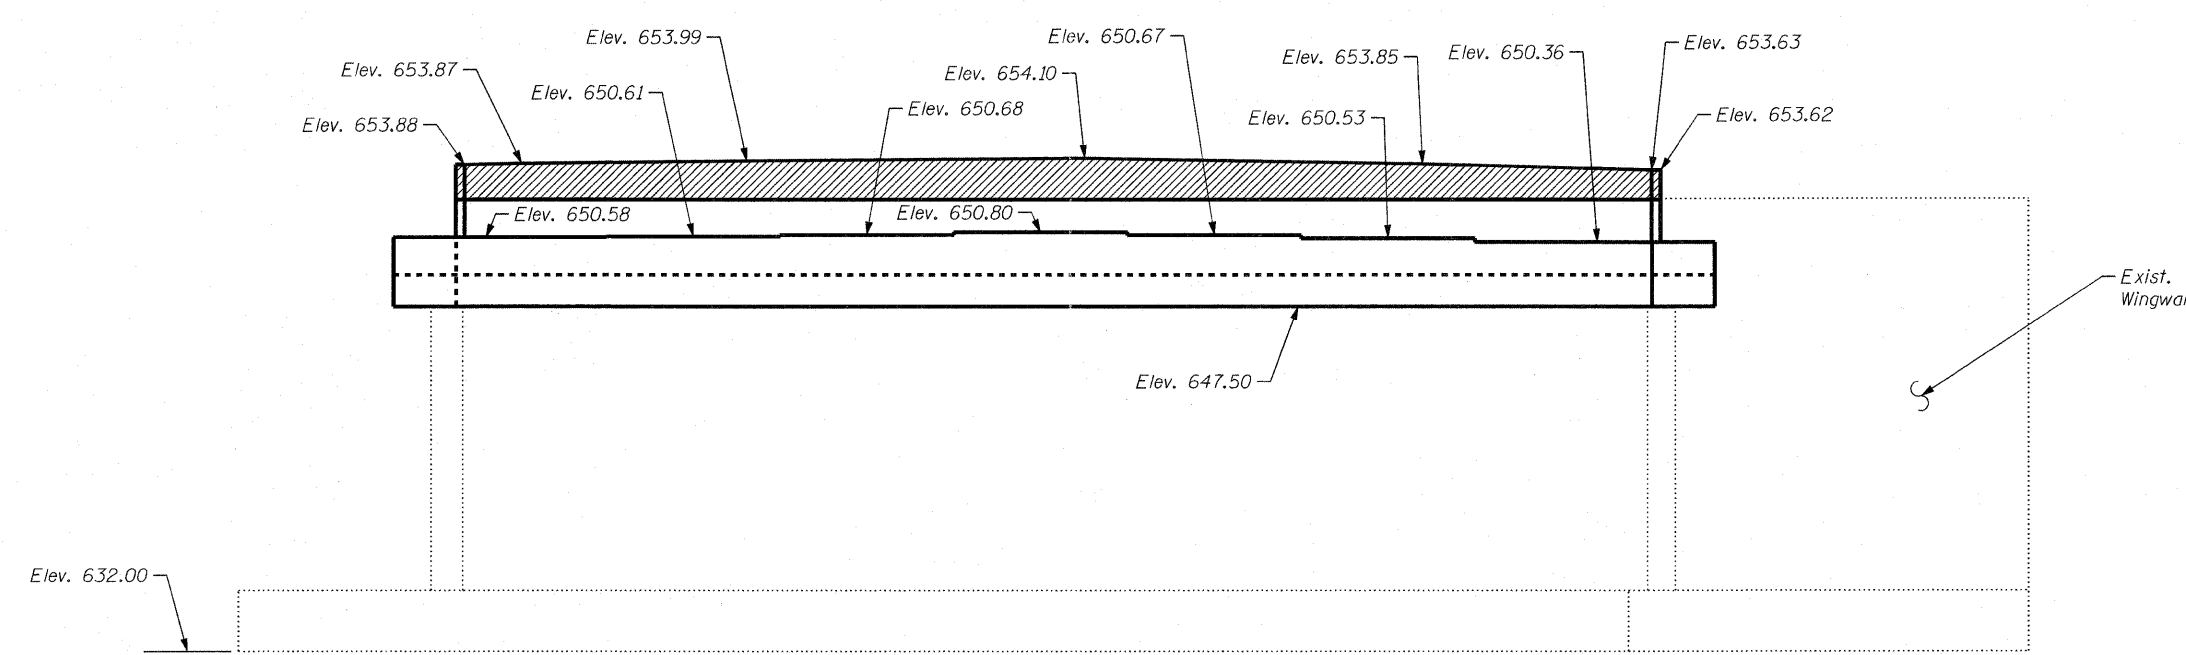 Elev. 653.99
Elev. 650.67
Elev. 653.63
Elev. 653.87
Elev. 654.10
Elev. 653.85
Elev. 650.36
Elev. 650.61
Elev. 650.68
Elev. 653.88
Elev. 650.53
Elev. 653.62
Elev. 650.58
Elev. 650.80
Exist.
Elev. 647.50
Elev. 632.00